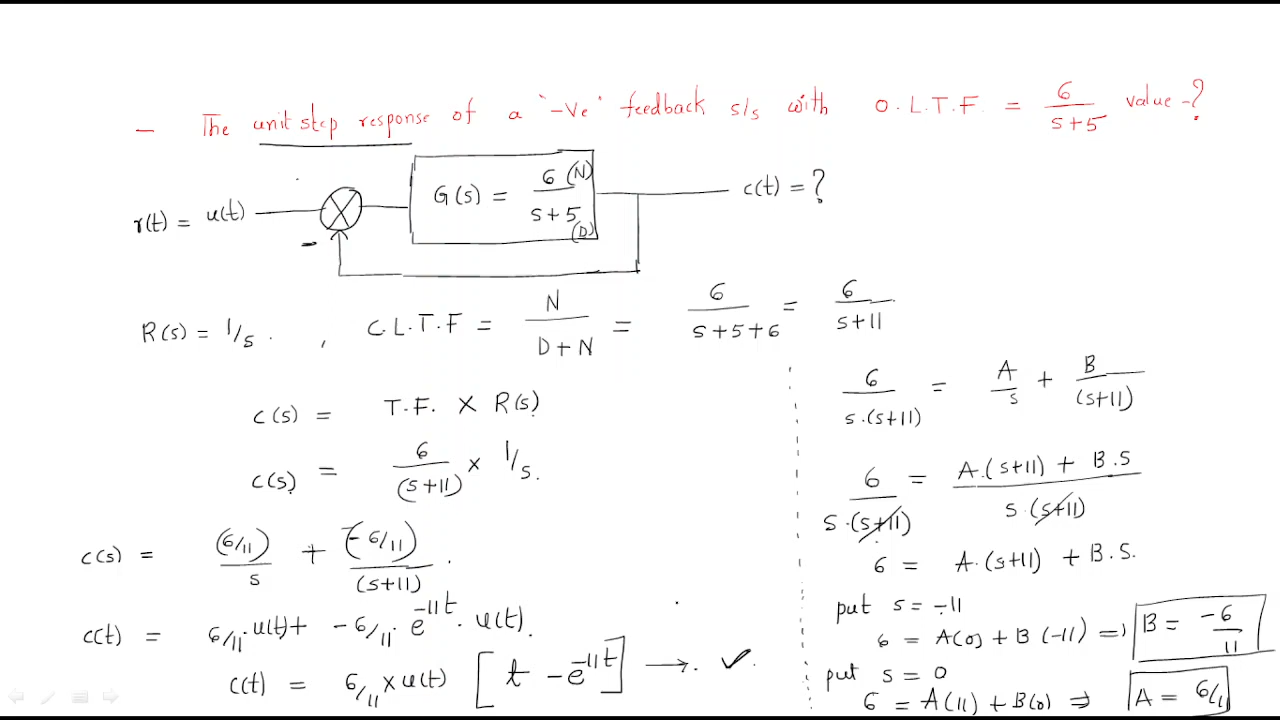 - The unit step response of a '-Ve' feedback s/s with O.L.T.F. = 6/(s+5) value-?
r(t) = u(t)
-
G(s) = 6 (N) / s+5 (D)
c(t) = ?
R(s) = 1/s . , C.L.T.F = N/(D+N) = 6/(s+5+6) = 6/(s+11)
c(s) = T.F. X R(s)
c(s) = 6/(s+11) x 1/s.
c(s) = (6/11)/s + (-6/11)/(s+11) .
c(t) = 6/11.u(t)+ -6/11. e^-11t. u(t).
c(t) = 6/11 x u(t) [ t - e^-11t ] → . ✓.
6/(s.(s+11)) = A/s + B/(s+11)
6/(s.(s+11)) = (A.(s+11) + B.s)/(s.(s+11))
6 = A.(s+11) + B.s.
put s = -11
6 = A(0) + B(-11) => B = -6/11
put s = 0
6 = A(11) + B(0) => A = 6/1